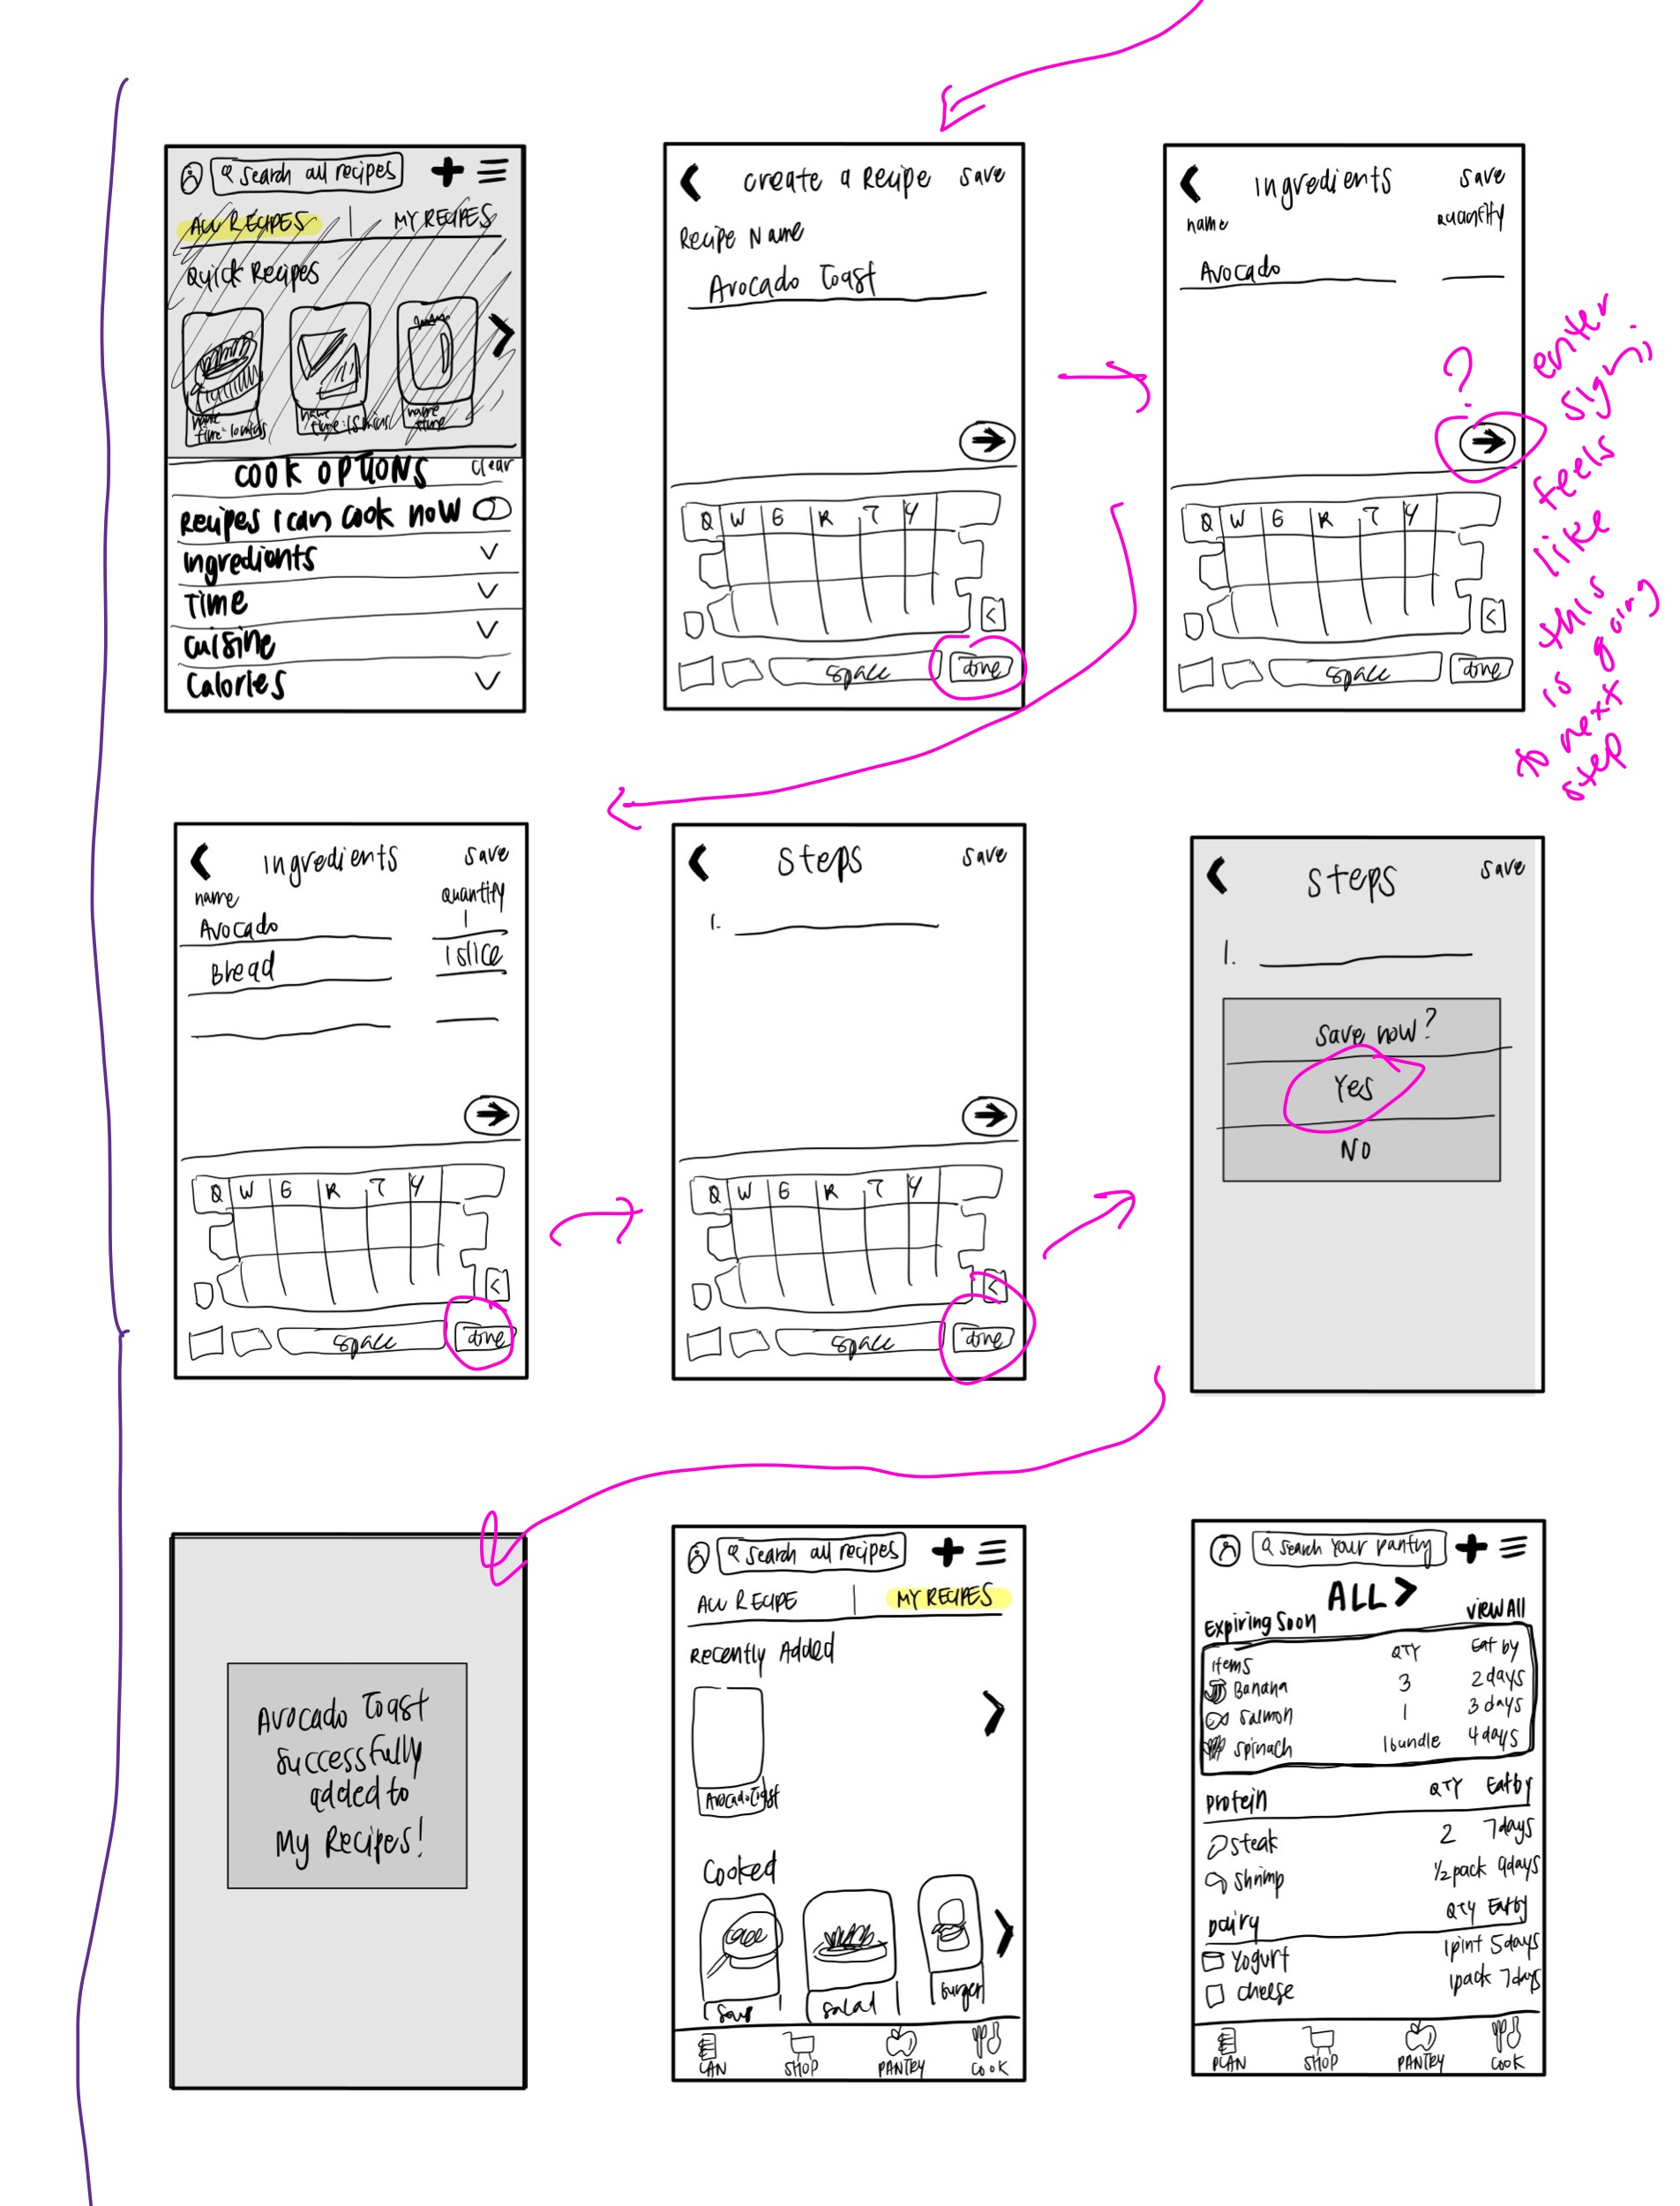 search all recipes
ALL RECIPES | MY RECIPES
Quick Recipes
name
time: 10 mins
name
time: 15 mins
name
time
COOK OPTIONS clear
Recipes I can cook now
Ingredients
Time
Cuisine
Calories
Create a Recipe save
Recipe Name
Avocado Toast
Q W E R T Y
space done
Ingredients save
name quantity
Avocado
Q W E R T Y
space done
?
enter
sign;
feels
like
is this
to next going
step
Ingredients save
name quantity
Avocado 1
Bread 1 slice
Q W E R T Y
space done
Steps save
1.
Q W E R T Y
space done
Steps save
1.
save now?
Yes
No
Avocado Toast
successfully
added to
My Recipes!
search all recipes
ALL RECIPE | MY RECIPES
Recently Added
Avocado Toast
Cooked
Soup Salad Burger
SHOP PANTRY COOK
search your pantry
ALL >
Expiring Soon view All
Items QTY Eat by
Banana 3 2 days
Salmon 1 3 days
Spinach 1 bundle 4 days
Protein QTY Eat by
Steak 2 7 days
Shrimp 1/2 pack 9 days
Dairy QTY Eat by
Yogurt 1 pint 5 days
Cheese 1 pack 7 days
PLAN SHOP PANTRY COOK